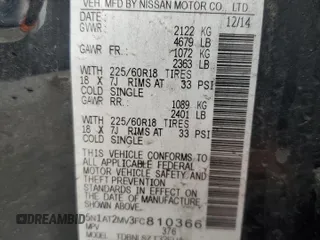 VEH. MFD BY NISSAN MOTOR CO. LTD
DATE: 12/14
GVWR 2122 KG
4679 LB
GAWR FR. 1072 KG
2363 LB
WITH 225/60R18 TIRES
18 X 7J RIMS AT 33 PSI
COLD SINGLE
GAWR RR. 1089 KG
2401 LB
WITH 225/60R18 TIRES
18 X 7J RIMS AT 33 PSI
COLD SINGLE
THIS VEHICLE CONFORMS TO
ALL APPLICABLE FEDERAL
MOTOR VEHICLE SAFETY,
BUMPER, AND THEFT
PREVENTION STANDARDS IN
EFFECT ON THE DATE OF
MANUFACTURE SHOWN ABOVE.
5N1AT2MV3FC810366
MPV 378
MODEL
AUTOBIDCAR